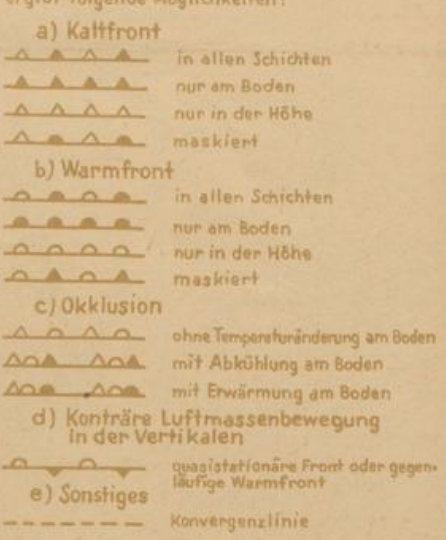 ergibt folgende Möglichkeiten:
a) Kaltfront
in allen Schichten
nur am Boden
nur in der Höhe
maskiert
b) Warmfront
in allen Schichten
nur am Boden
nur in der Höhe
maskiert
c) Okklusion
ohne Temperaturänderung am Boden
mit Abkühlung am Boden
mit Erwärmung am Boden
d) Konträre Luftmassenbewegung
in der Vertikalen
quasistationäre Front oder gegen-
läufige Warmfront
e) Sonstiges
Konvergenzlinie